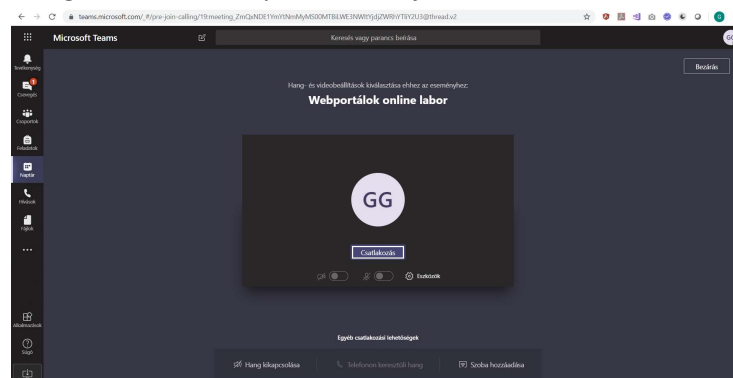 teams.microsoft.com/_#/pre-join-calling/19:meeting_ZmQxNDE1YmYtNmMyMS00MTBiLWE3NWItYjdjZWRhYTBiY2U3@thread.v2
Microsoft Teams
Keresés vagy parancs beírása
GG
Tevékenység
1
Csevegés
Csoportok
Feladatok
Naptár
Hívások
Fájlok
Alkalmazások
Súgó
Bezárás
Hang- és videobeállítások kiválasztása ehhez az eseményhez:
Webportálok online labor
GG
Csatlakozás
Eszközök
Egyéb csatlakozási lehetőségek
Hang kikapcsolása
Telefonon keresztüli hang
Szoba hozzáadása